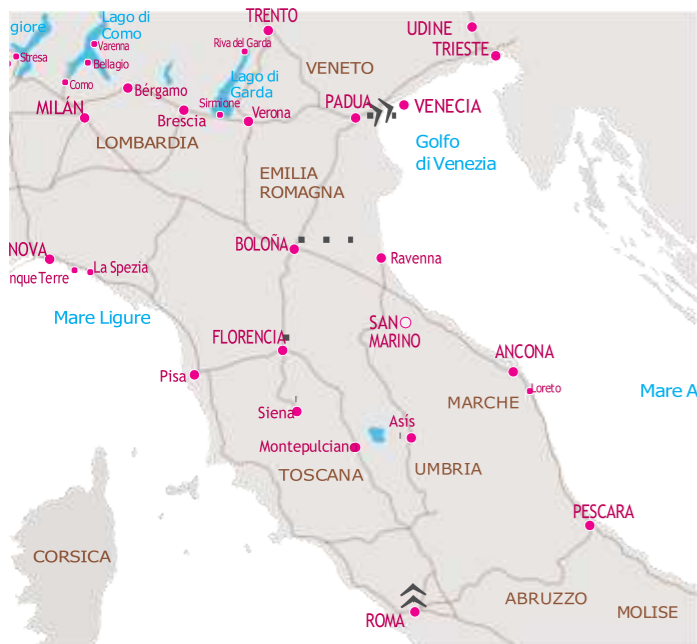 TRENTO
Lago di
Como
UDINE
giore
Varenna
Riva del Garda
TRIESTE
Stresa
Bellagio
VENETO
Lago di
Garda
Como
Bérgamo
MILÁN
Sirmione
PADUA
VENECIA
Brescia
Verona
LOMBARDIA
Golfo
di Venezia
EMILIA
ROMAGNA
NOVA
BOLOÑA
Ravenna
nque Terre
La Spezia
Mare Ligure
SAN
MARINO
FLORENCIA
ANCONA
Pisa
Loreto
Mare A
MARCHE
Siena
Asís
Montepulcian
TOSCANA
UMBRIA
PESCARA
CORSICA
ABRUZZO
MOLISE
ROMA